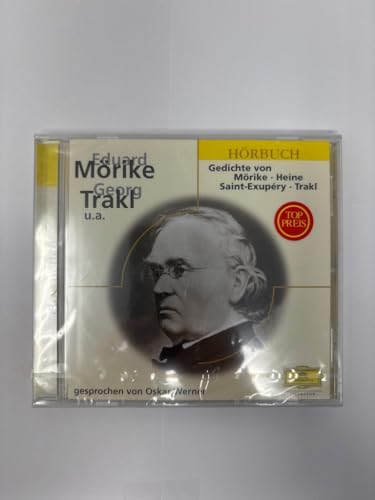 Eduard
Mörike
Georg
Trakl
u.a.
HÖRBUCH
Gedichte von
Mörike · Heine
Saint-Exupéry · Trakl
TOP
PREIS
gesprochen von Oskar Werner